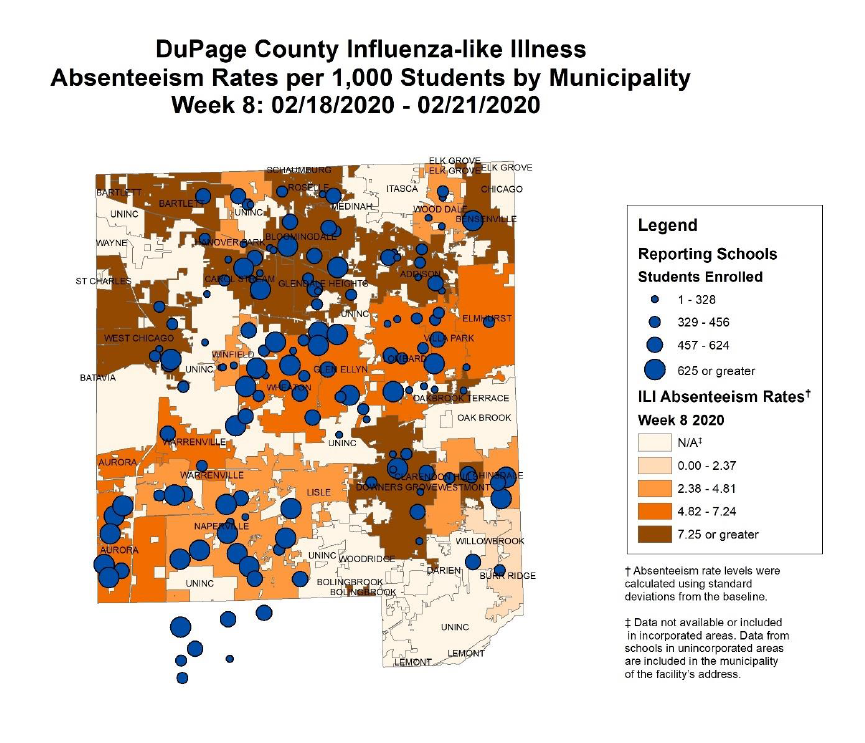 DuPage County Influenza-like Illness
Absenteeism Rates per 1,000 Students by Municipality
Week 8: 02/18/2020 - 02/21/2020
ELK GROVE
ELK GROVE
ELK GROVE
SCHAUMBURG
BARTLETT
ROSELLE
ITASCA
CHICAGO
BARTLETT
MEDINAH
UNINC
UNINC
WOOD DALE
BENSENVILLE
WAYNE
HANOVER PARK
BLOOMINGDALE
ST CHARLES
CAROL STREAM
GLENDALE HEIGHTS
ADDISON
UNINC
ELMHURST
WEST CHICAGO
VILLA PARK
WINFIELD
LOMBARD
UNINC
GLEN ELLYN
BATAVIA
WHEATON
OAKBROOK TERRACE
OAK BROOK
WARRENVILLE
UNINC
AURORA
WARRENVILLE
CLARENDON HILLS
HINSDALE
LISLE
DOWNERS GROVE
WESTMONT
NAPERVILLE
WILLOWBROOK
AURORA
UNINC
WOODRIDGE
DARIEN
BURR RIDGE
UNINC
BOLINGBROOK
BOLINGBROOK
UNINC
LEMONT
LEMONT
Legend
Reporting Schools
Students Enrolled
1 - 328
329 - 456
457 - 624
625 or greater
ILI Absenteeism Rates†
Week 8 2020
N/A‡
0.00 - 2.37
2.38 - 4.81
4.82 - 7.24
7.25 or greater
† Absenteeism rate levels were
calculated using standard
deviations from the baseline.
‡ Data not available or included
in incorporated areas. Data from
schools in unincorporated areas
are included in the municipality
of the facility's address.